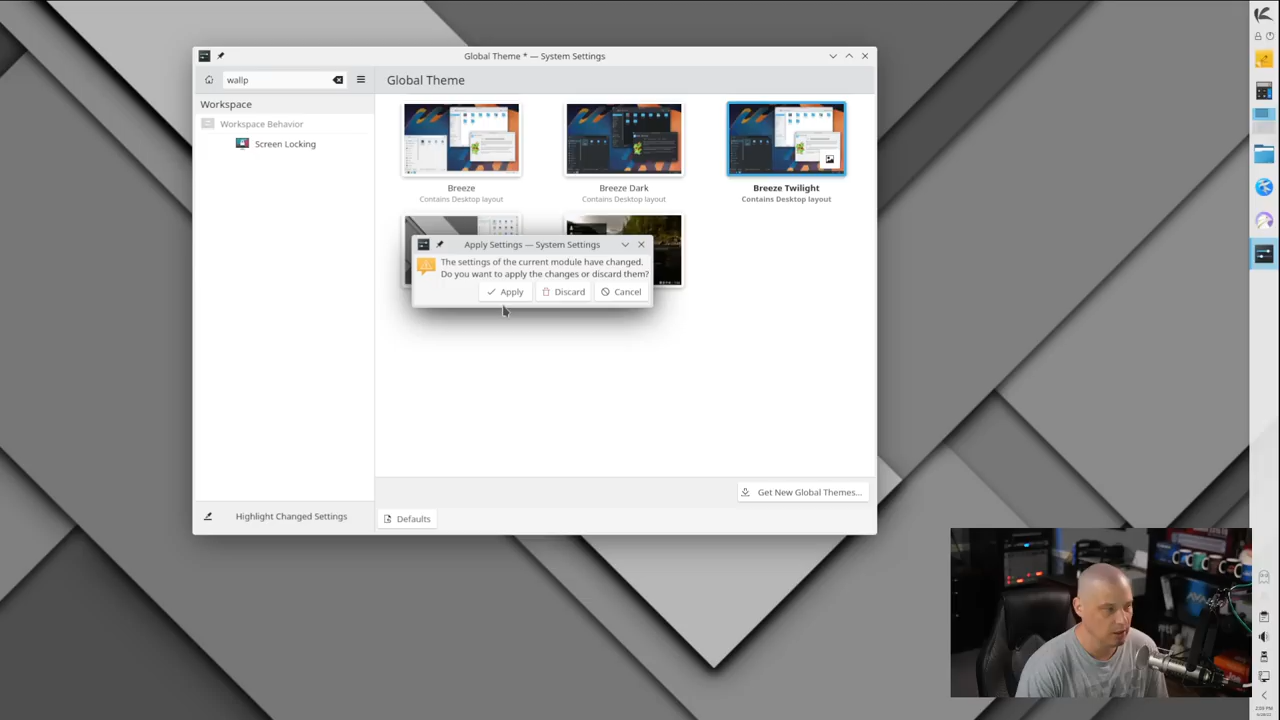 Global Theme * — System Settings
wallp
Global Theme
Workspace
Workspace Behavior
Screen Locking
Breeze
Contains Desktop layout
Breeze Dark
Contains Desktop layout
Breeze Twilight
Contains Desktop layout
Apply Settings — System Settings
The settings of the current module have changed.
Do you want to apply the changes or discard them?
Apply
Discard
Cancel
Get New Global Themes...
Highlight Changed Settings
Defaults